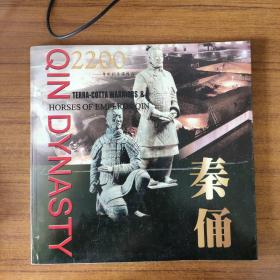 QIN DYNASTY
2200
TERRA-COTTA WARRIORS &
HORSES OF EMPEROR QIN
秦
俑